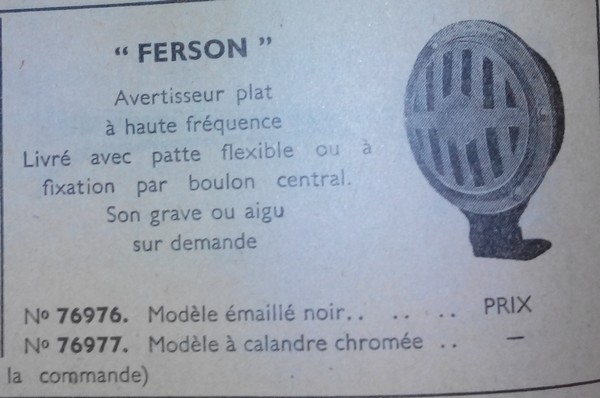 “ FERSON ”
Avertisseur plat
à haute fréquence
Livré avec patte flexible ou à
fixation par boulon central.
Son grave ou aigu
sur demande
Nº 76976. Modèle émaillé noir.. .. .. PRIX
Nº 76977. Modèle à calandre chromée .. —
la commande)